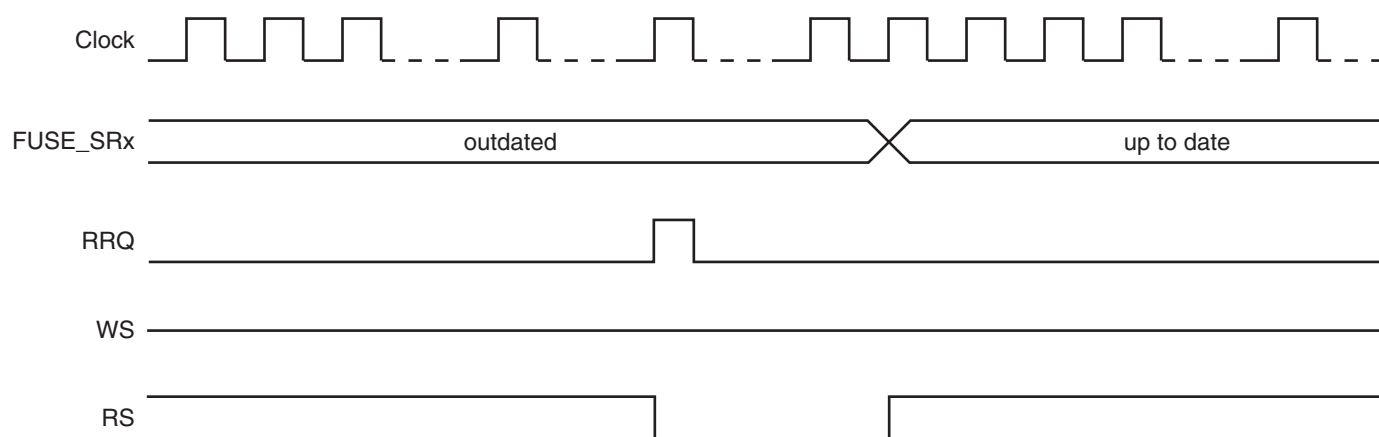 Clock
FUSE_SRx
outdated
up to date
RRQ
WS
RS